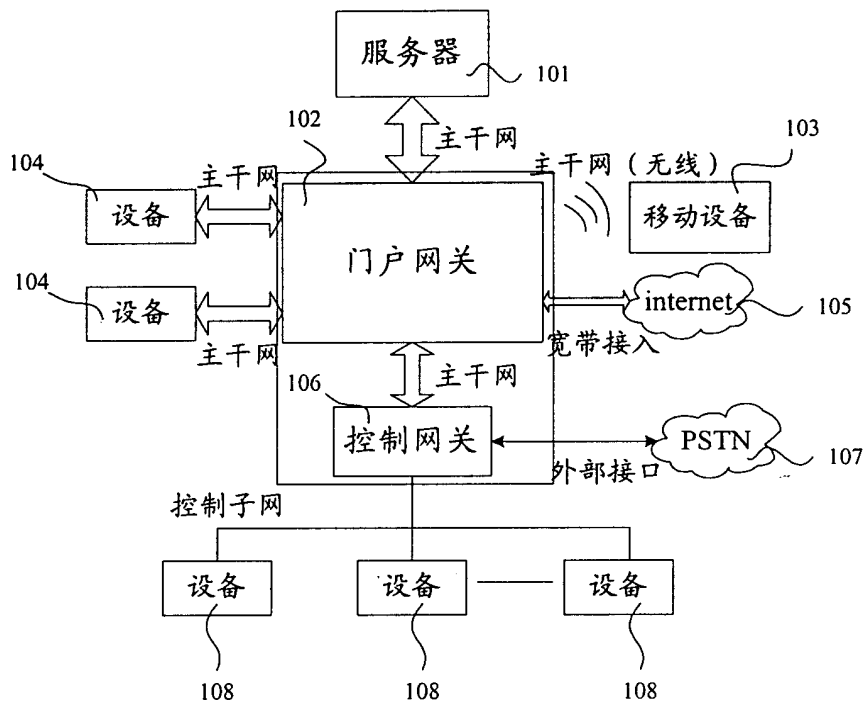 服务器
101
102
主干网
主干网（无线）
103
104
主干网
设备
移动设备
门户网关
104
设备
internet
105
主干网
宽带接入
106
主干网
控制网关
PSTN
107
外部接口
控制子网
设备
设备
设备
108
108
108